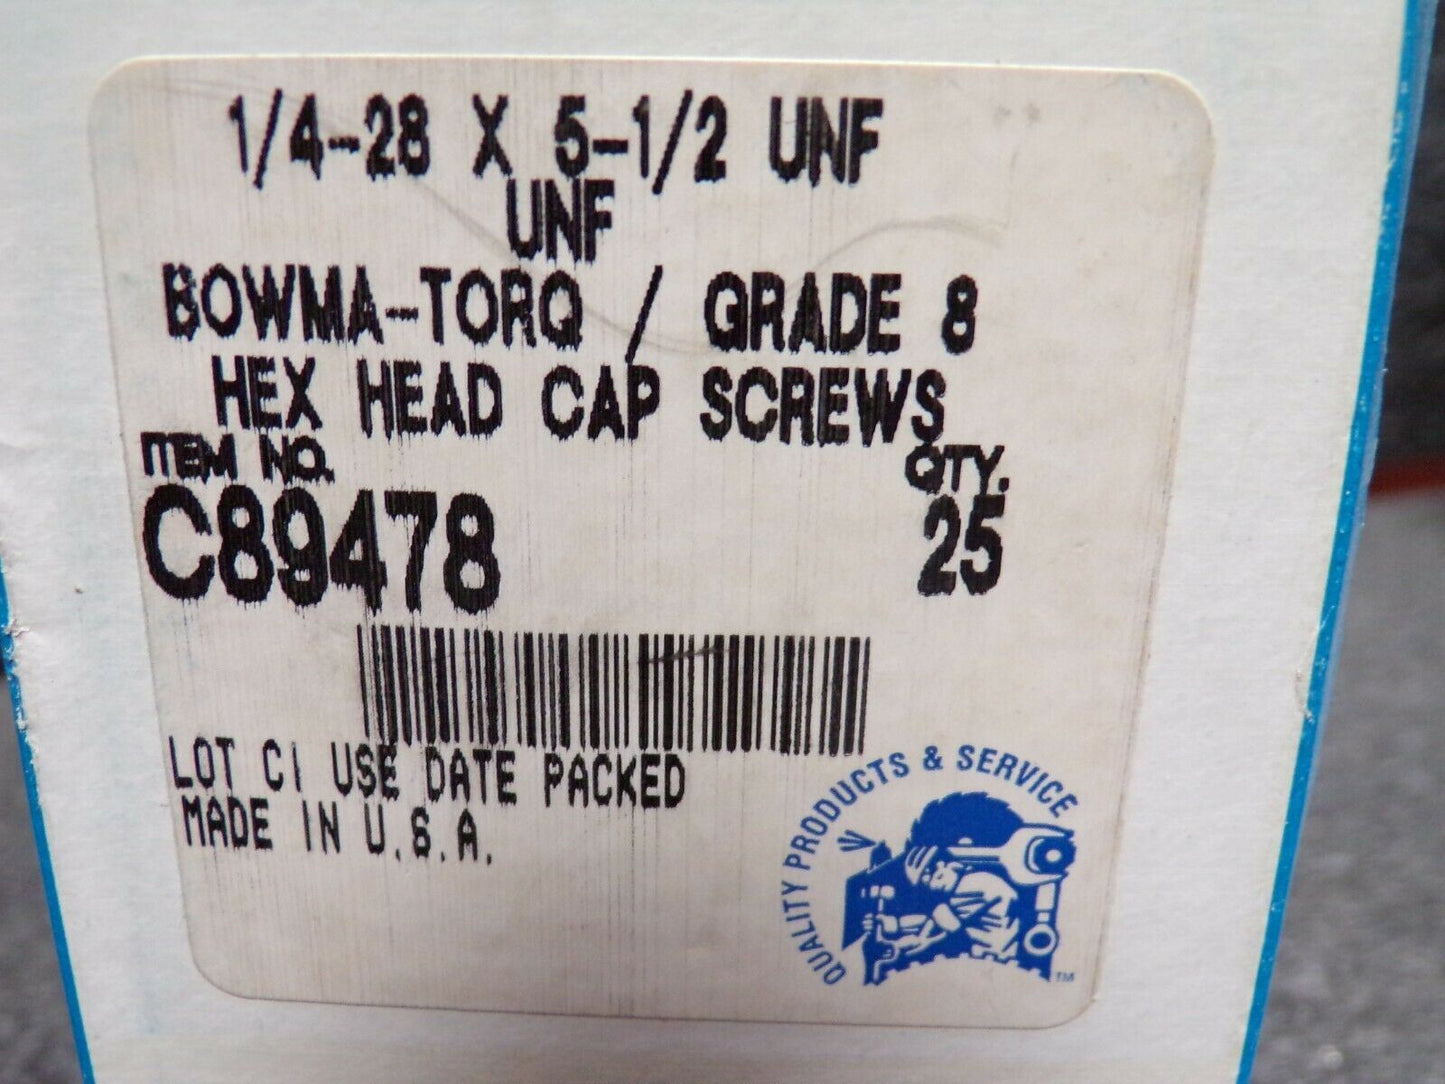 1/4-28 X 5-1/2 UNF
UNF
BOWMA-TORQ / GRADE 8
HEX HEAD CAP SCREWS
ITEM NO.
QTY.
C89478
25
LOT CI USE DATE PACKED
MADE IN U.S.A.
QUALITY PRODUCTS & SERVICE
TM